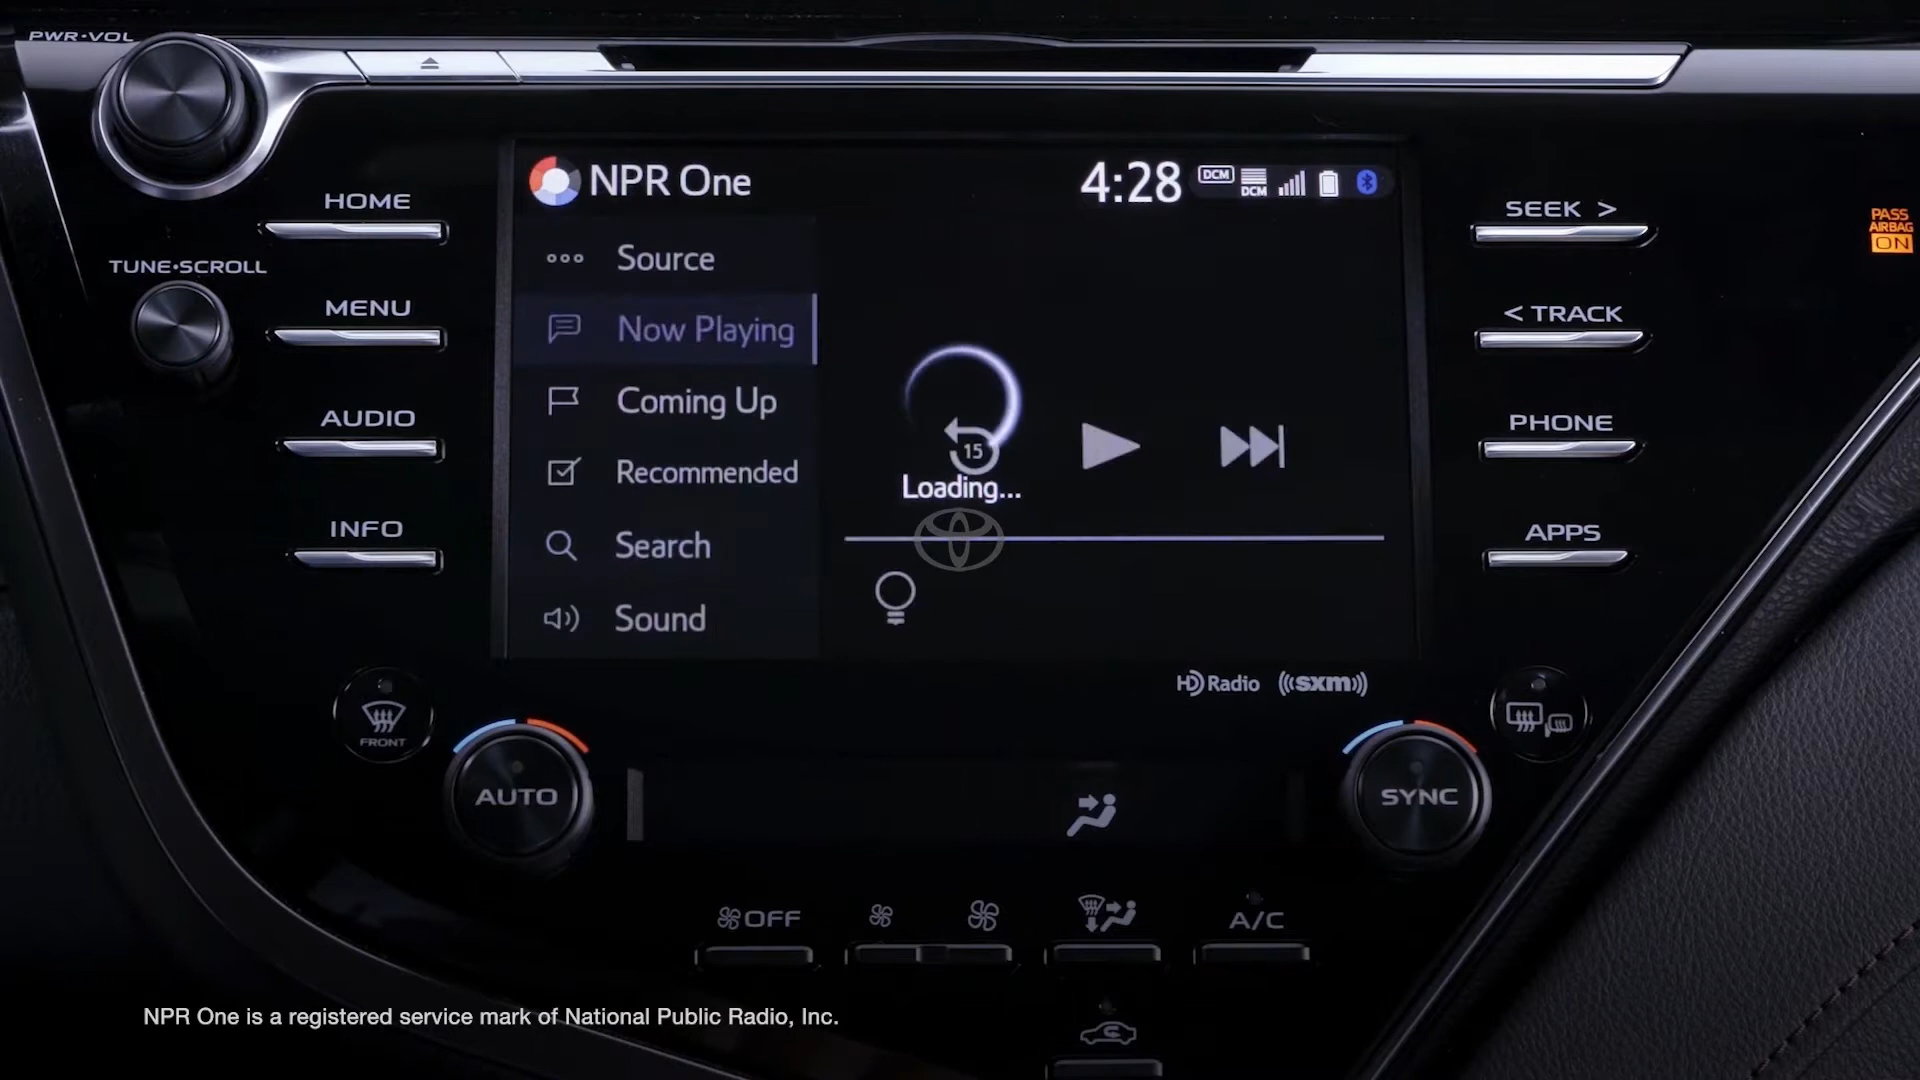 PWR•VOL
TUNE•SCROLL
HOME
MENU
AUDIO
INFO
NPR One
4:28
DCM
DCM
Source
Now Playing
Coming Up
Recommended
Search
Sound
15
Loading...
SEEK >
< TRACK
PHONE
APPS
PASS
AIRBAG
ON
HD Radio
((sxm))
FRONT
AUTO
SYNC
OFF
A/C
NPR One is a registered service mark of National Public Radio, Inc.